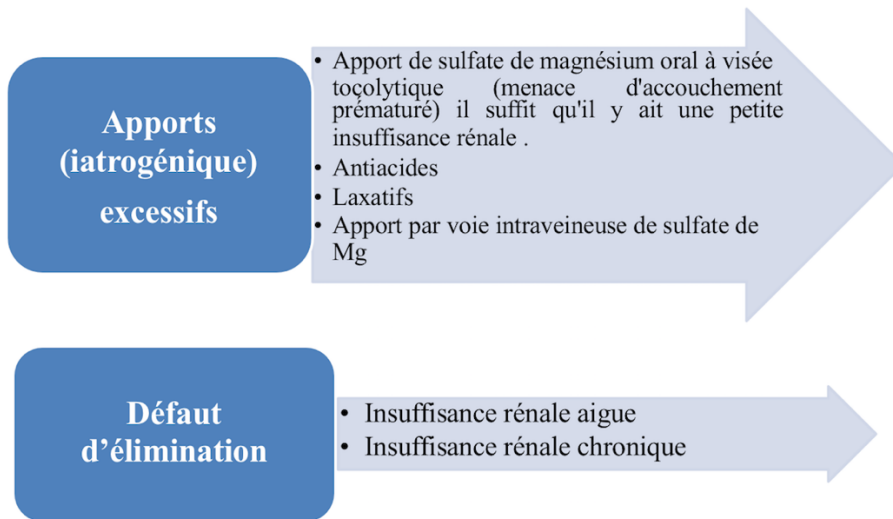 Apports
(iatrogénique)
excessifs
• Apport de sulfate de magnésium oral à visée
toçolytique (menace d'accouchement
prématuré) il suffit qu'il y ait une petite
insuffisance rénale .
• Antiacides
• Laxatifs
• Apport par voie intraveineuse de sulfate de
Mg
Défaut
d’élimination
• Insuffisance rénale aigue
• Insuffisance rénale chronique